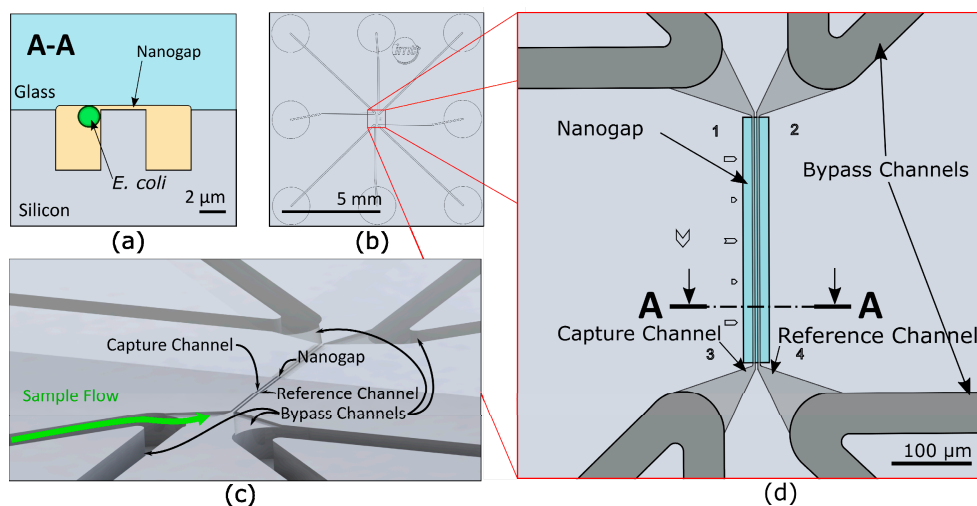 A-A
Nanogap
Glass
E. coli
2 µm
Silicon
(a)
imt
5 mm
(b)
Capture Channel
Nanogap
Reference Channel
Sample Flow
Bypass Channels
(c)
1
2
Nanogap
Bypass Channels
A
A
Capture Channel
Reference Channel
3
4
100 µm
(d)